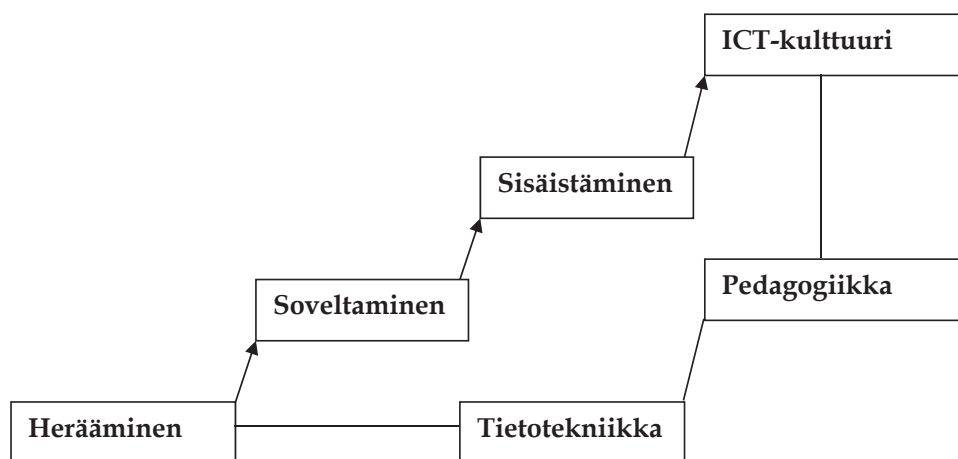 ICT-kulttuuri
Sisäistäminen
Pedagogiikka
Soveltaminen
Herääminen
Tietotekniikka